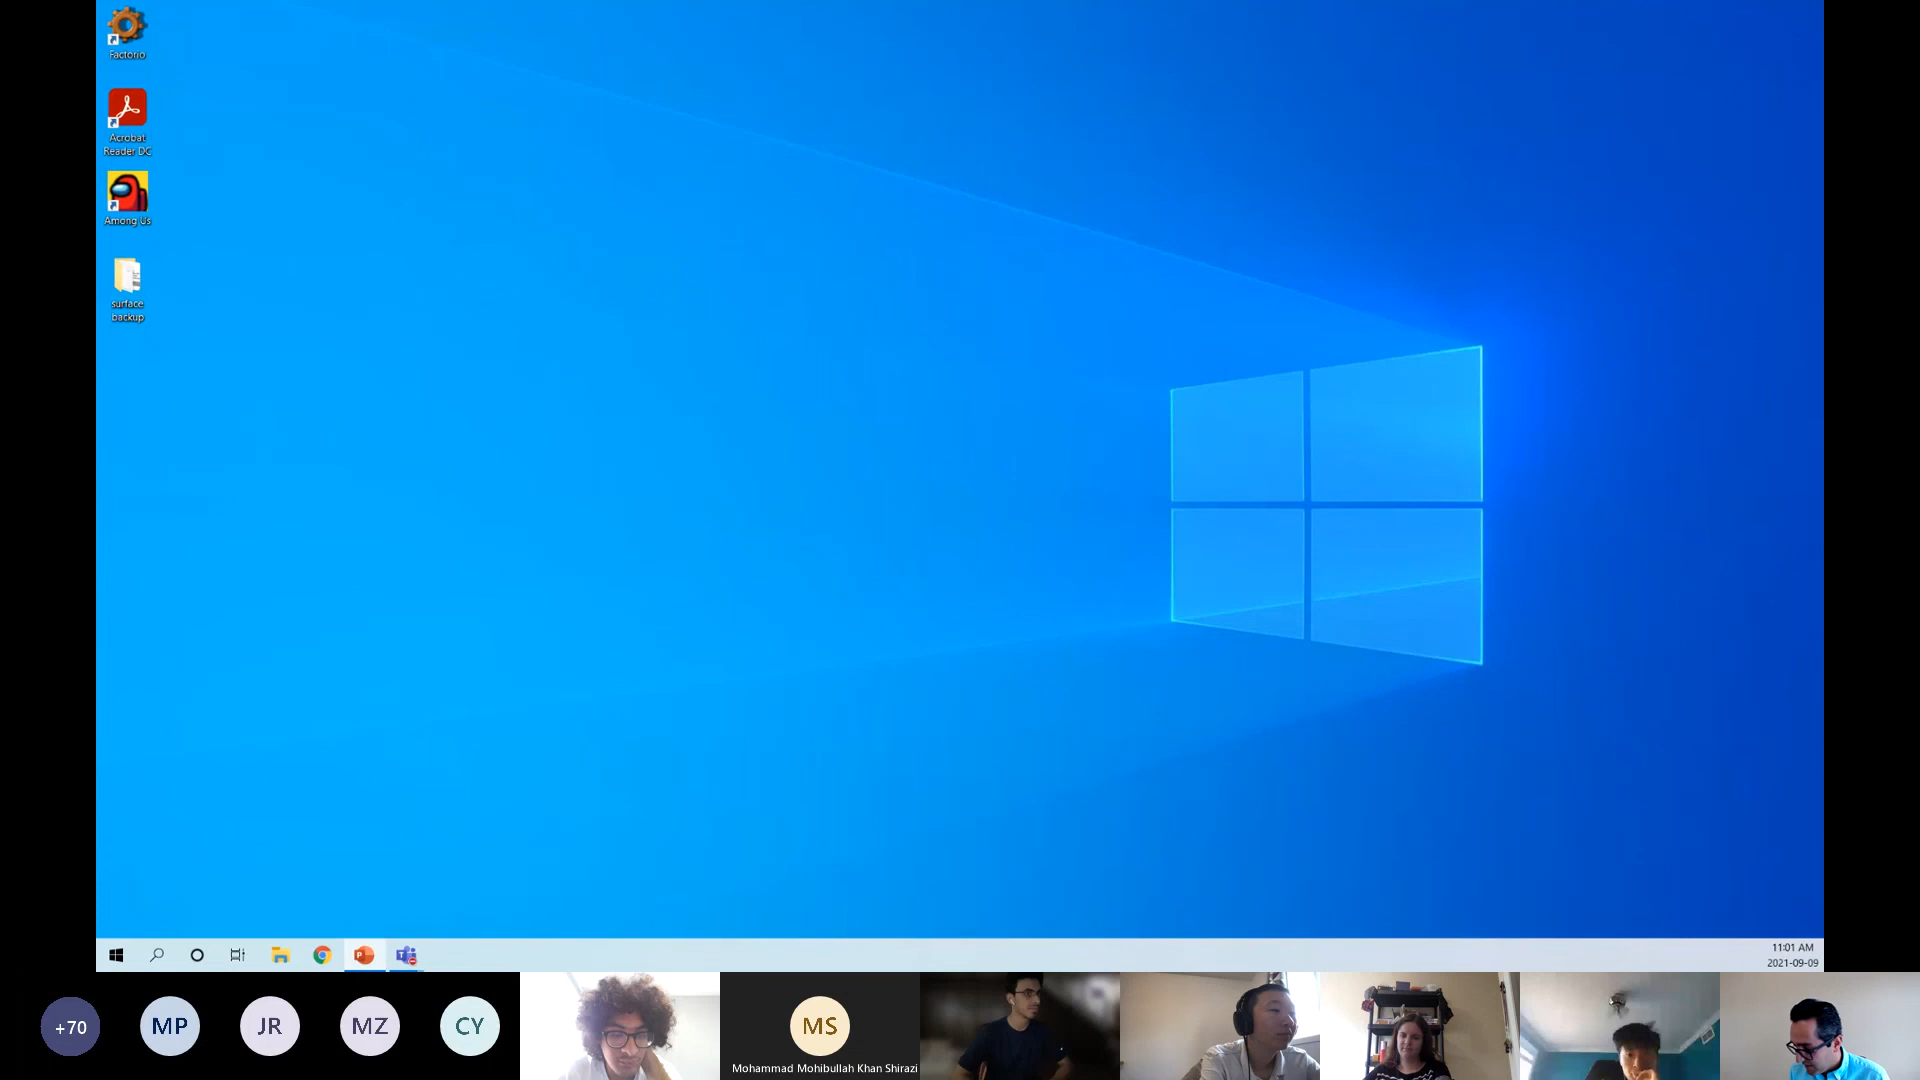 Factorio
Acrobat
Reader DC
Among Us
surface
backup
11:01 AM
2021-09-09
+70
MP
JR
MZ
CY
MS
Mohammad Mohibullah Khan Shirazi